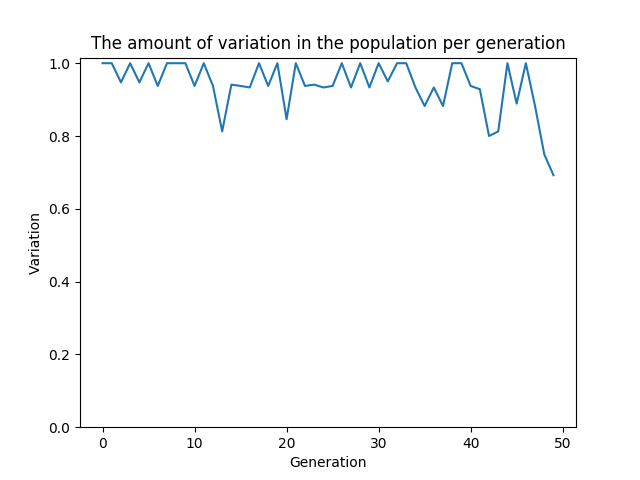 The amount of variation in the population per generation
1.0
0.8
0.6
0.4
0.2
0.0
Variation
0 10 20 30 40 50
Generation